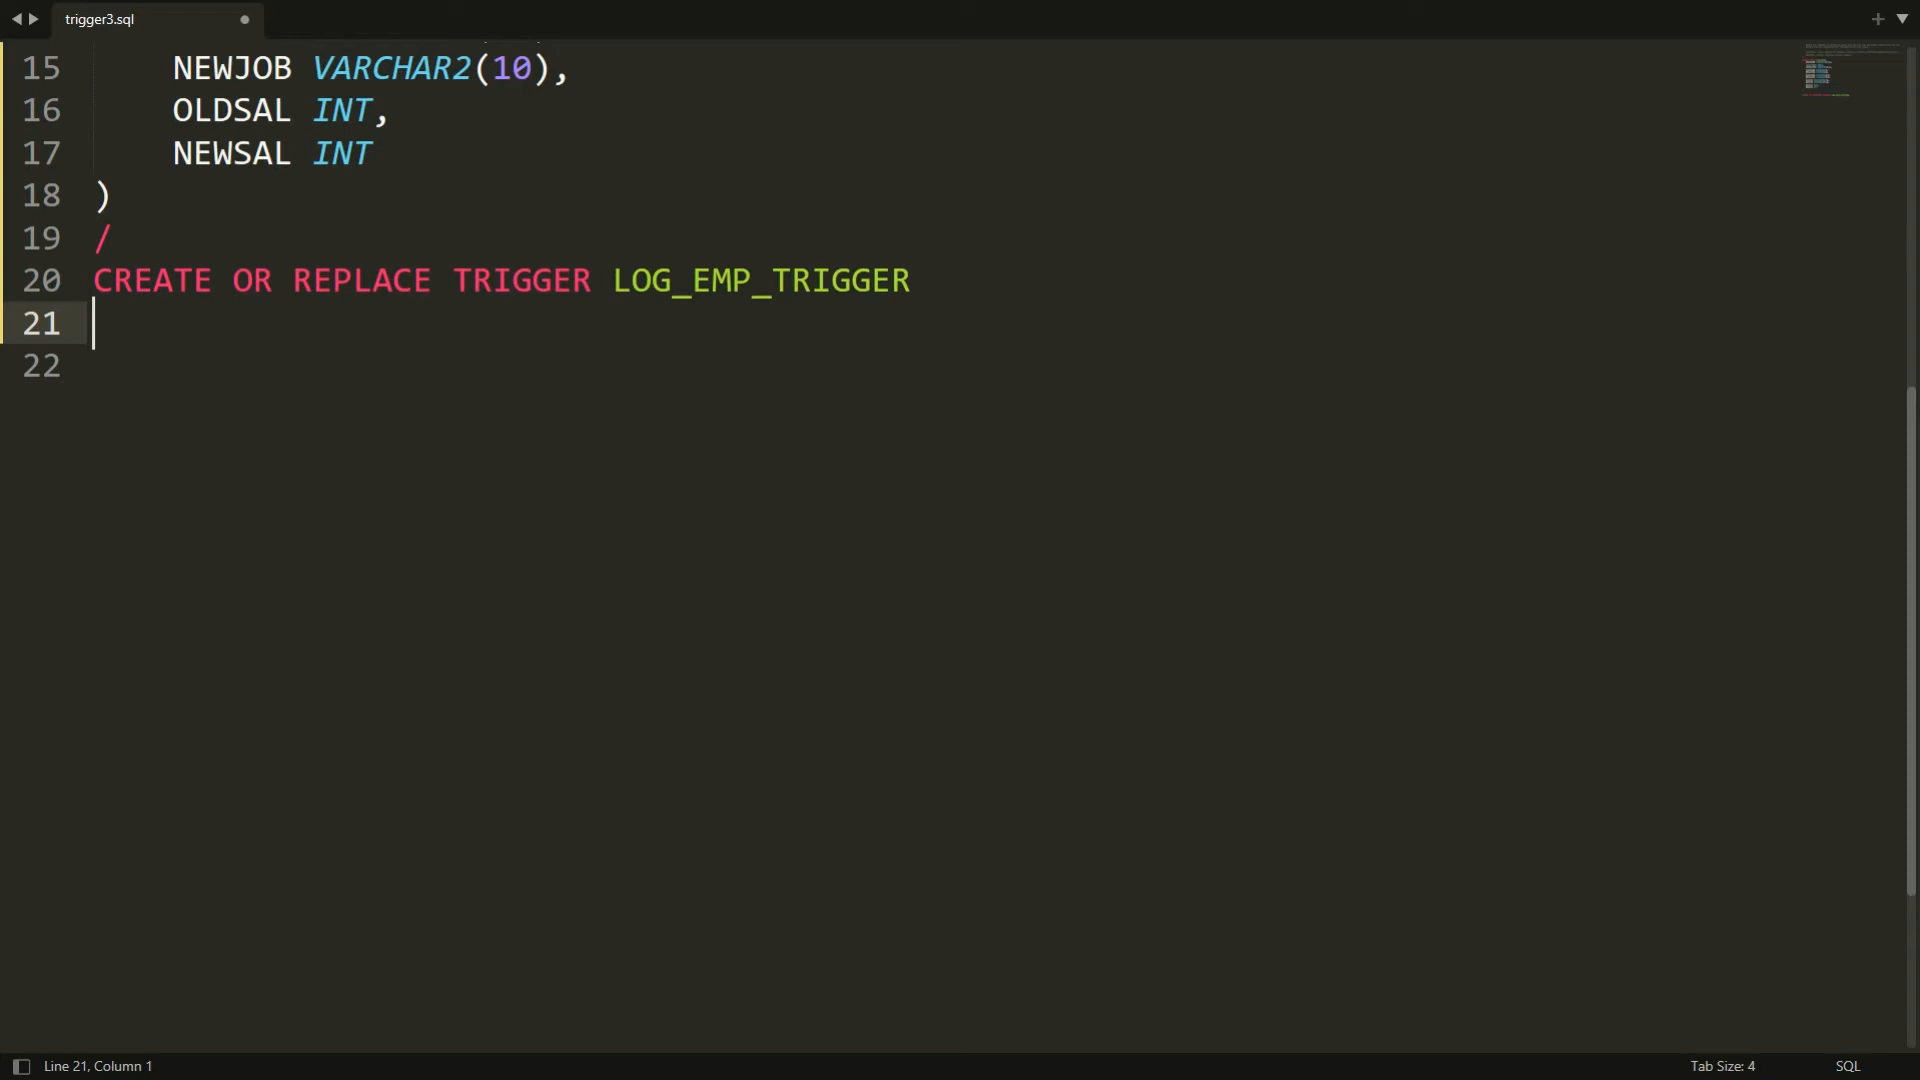 trigger3.sql
15 NEWJOB VARCHAR2(10),
16 OLDSAL INT,
17 NEWSAL INT
18 )
19 /
20 CREATE OR REPLACE TRIGGER LOG_EMP_TRIGGER
21
22
Line 21, Column 1
Tab Size: 4
SQL